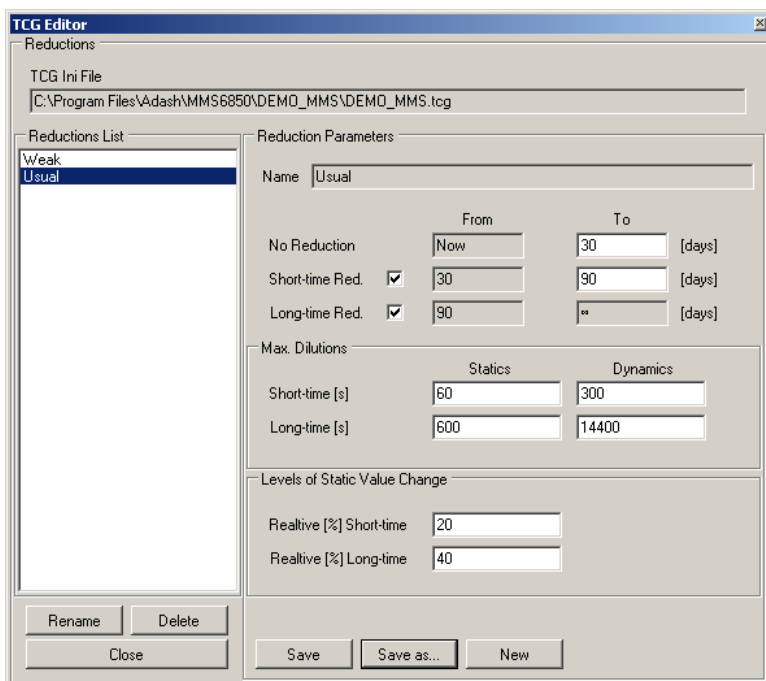 TCG Editor
Reductions
TCG Ini File
C:\Program Files\Adash\MMS6850\DEMO_MMS\DEMO_MMS.tcg
Reductions List
Weak
Usual
Rename Delete
Close
Reduction Parameters
Name Usual
From To
No Reduction Now 30 [days]
Short-time Red. 30 90 [days]
Long-time Red. 90 ∞ [days]
Max. Dilutions
Statics Dynamics
Short-time [s] 60 300
Long-time [s] 600 14400
Levels of Static Value Change
Realtive [%] Short-time 20
Realtive [%] Long-time 40
Save Save as... New